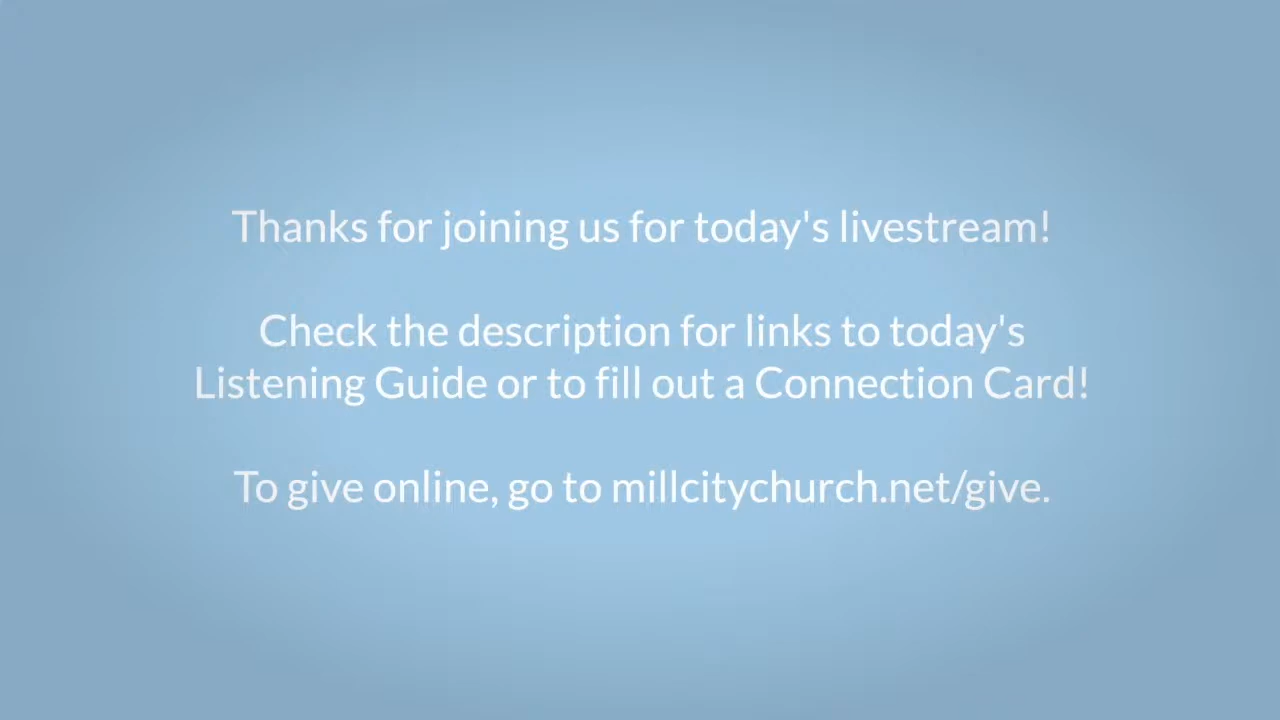 Thanks for joining us for today's livestream!
Check the description for links to today's
Listening Guide or to fill out a Connection Card!
To give online, go to millcitychurch.net/give.